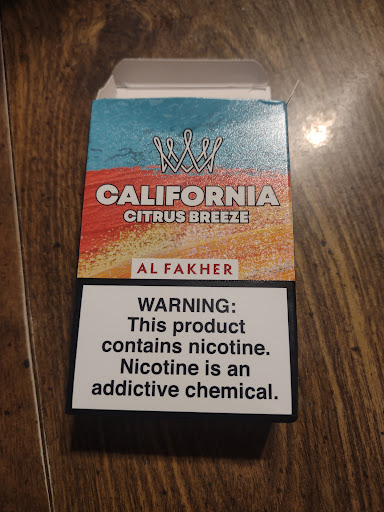 CALIFORNIA
CITRUS BREEZE
AL FAKHER
WARNING:
This product
contains nicotine.
Nicotine is an
addictive chemical.